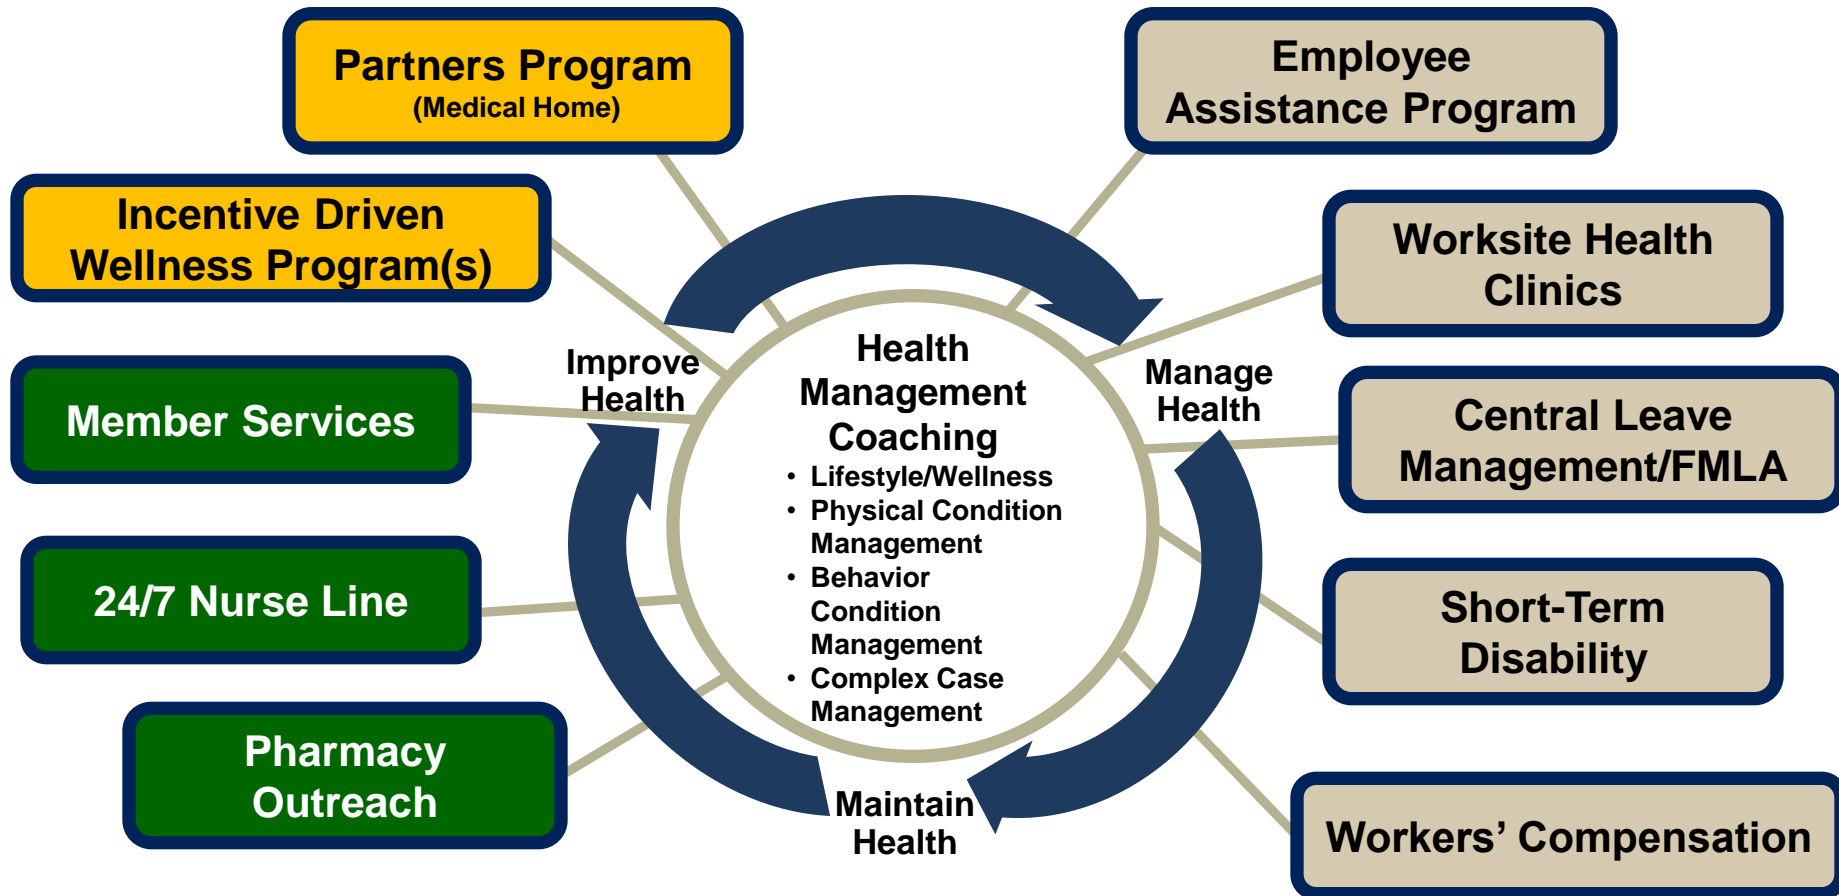 Partners Program
(Medical Home)
Employee
Assistance Program
Incentive Driven
Wellness Program(s)
Worksite Health
Clinics
Member Services
Central Leave
Management/FMLA
24/7 Nurse Line
Short-Term
Disability
Pharmacy
Outreach
Workers’ Compensation
Improve
Health
Manage
Health
Maintain
Health
Health
Management
Coaching
• Lifestyle/Wellness
• Physical Condition
Management
• Behavior
Condition
Management
• Complex Case
Management